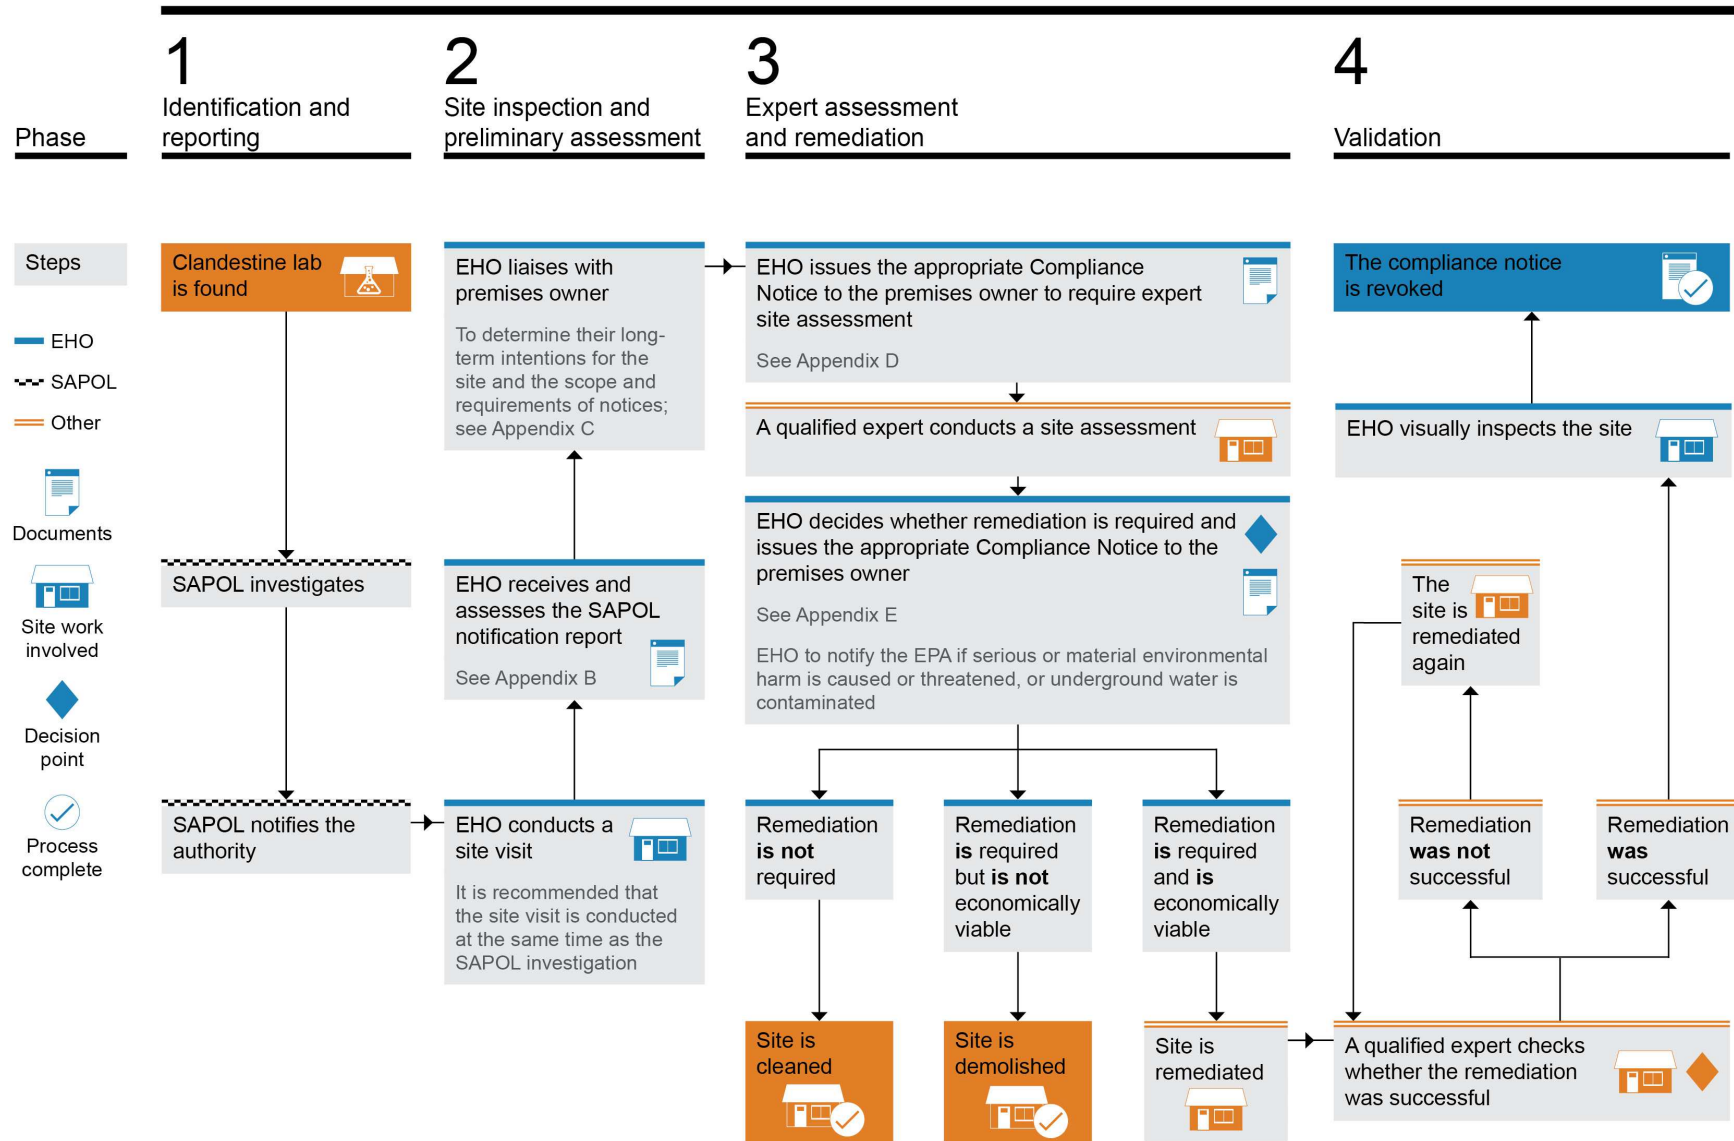 Phase
1
Identification and
reporting
2
Site inspection and
preliminary assessment
3
Expert assessment
and remediation
4
Validation
Steps
EHO
SAPOL
Other
Documents
Site work
involved
Decision
point
Process
complete
Clandestine lab
is found
SAPOL investigates
SAPOL notifies the
authority
EHO liaises with
premises owner
To determine their long-
term intentions for the
site and the scope and
requirements of notices;
see Appendix C
EHO receives and
assesses the SAPOL
notification report
See Appendix B
EHO conducts a
site visit
It is recommended that
the site visit is conducted
at the same time as the
SAPOL investigation
EHO issues the appropriate Compliance
Notice to the premises owner to require expert
site assessment
See Appendix D
A qualified expert conducts a site assessment
EHO decides whether remediation is required and
issues the appropriate Compliance Notice to the
premises owner
See Appendix E
EHO to notify the EPA if serious or material environmental
harm is caused or threatened, or underground water is
contaminated
Remediation
is not
required
Remediation
is required
but is not
economically
viable
Remediation
is required
and is
economically
viable
Site is
cleaned
Site is
demolished
Site is
remediated
The compliance notice
is revoked
EHO visually inspects the site
The
site is
remediated
again
Remediation
was not
successful
Remediation
was
successful
A qualified expert checks
whether the remediation
was successful